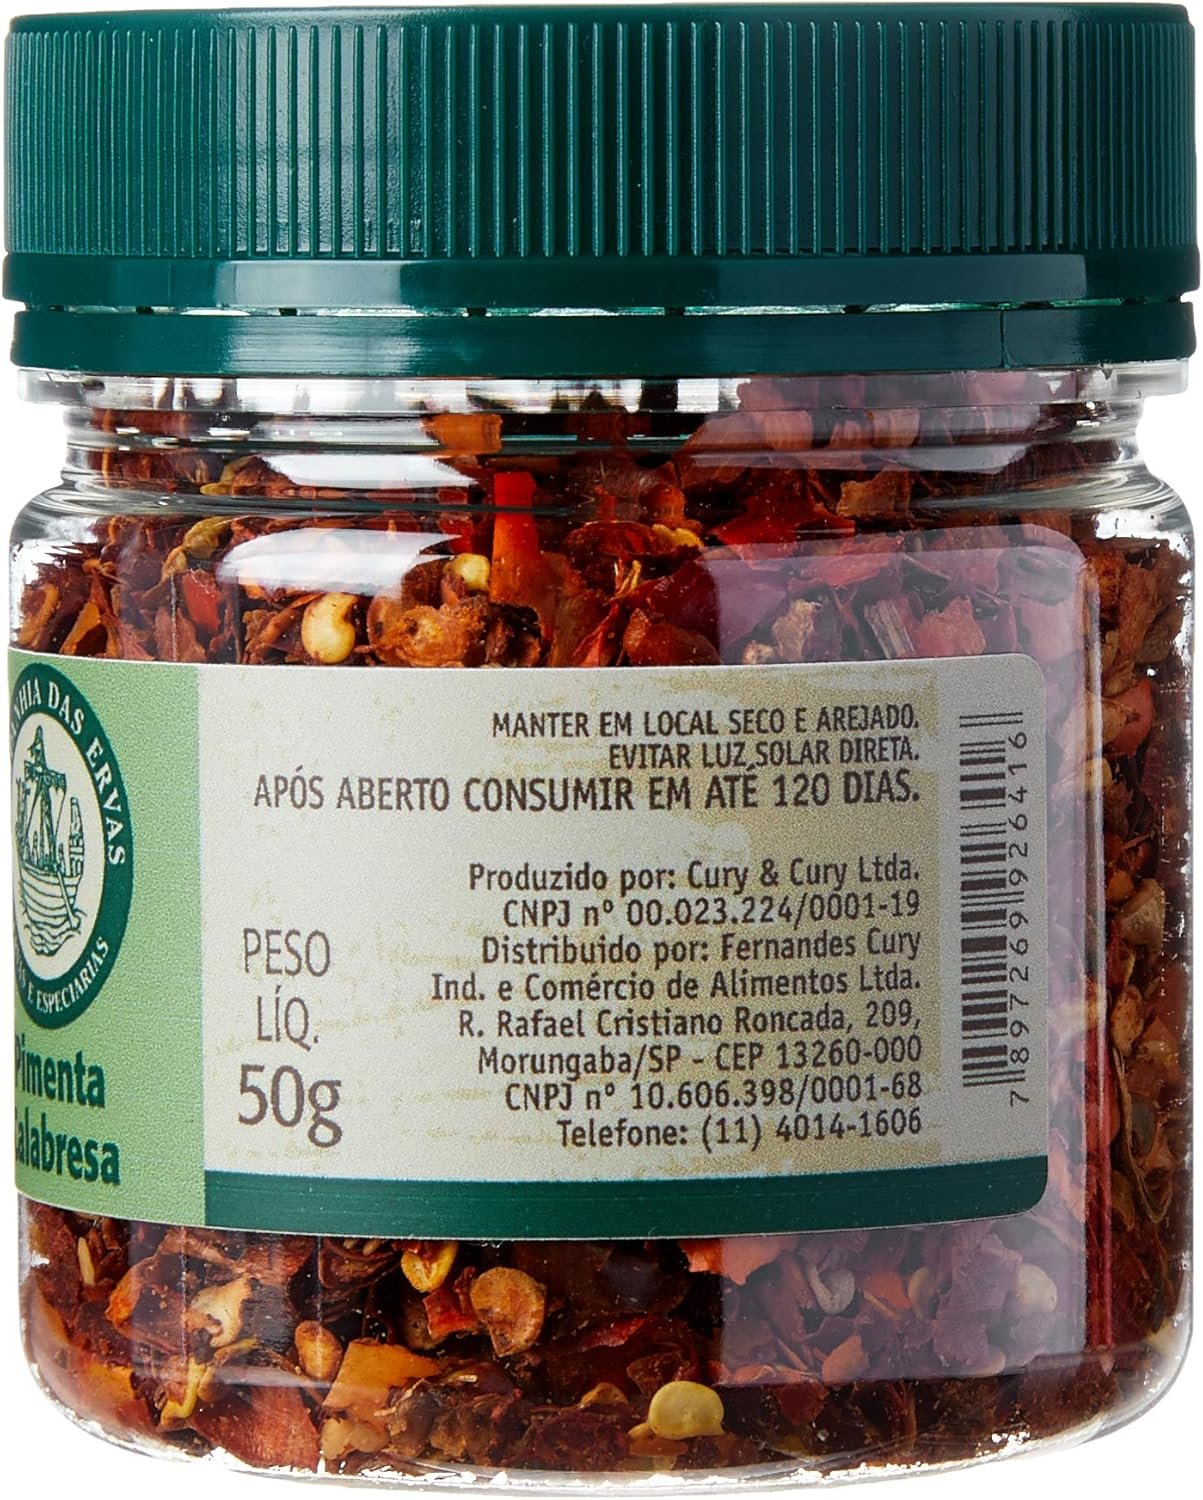 DAS ERVAS
E ESPECIARIAS
Pimenta
MANTER EM LOCAL SECO E AREJADO.
EVITAR LUZ SOLAR DIRETA.
APÓS ABERTO CONSUMIR EM ATÉ 120 DIAS.
PESO
LÍQ.
50g
Produzido por: Cury & Cury Ltda.
CNPJ nº 00.023.224/0001-19
Distribuido por: Fernandes Cury
Ind. e Comércio de Alimentos Ltda.
R. Rafael Cristiano Roncada, 209,
Morungaba/SP - CEP 13260-000
CNPJ nº 10.606.398/0001-68
Telefone: (11) 4014-1606
7897269926416